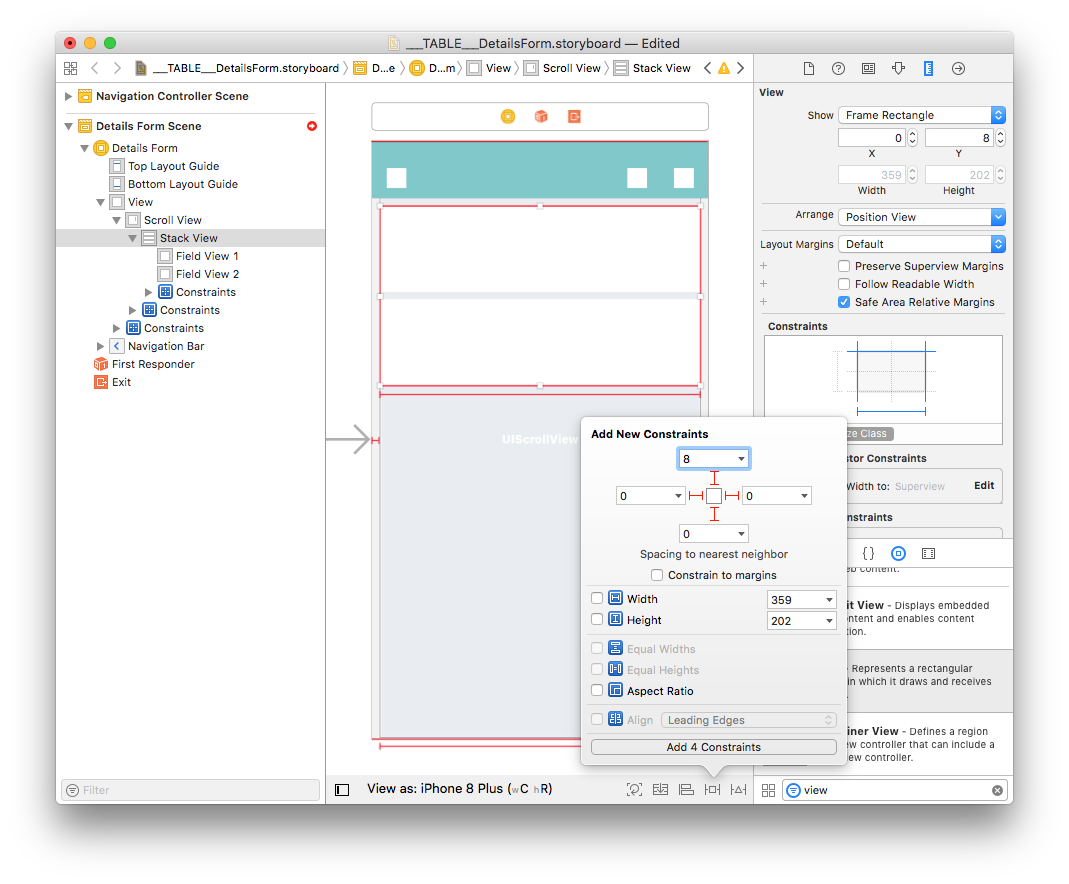 ___TABLE___DetailsForm.storyboard — Edited
___TABLE___DetailsForm.storyboard D...e D...m View Scroll View Stack View
Navigation Controller Scene
Details Form Scene
Details Form
Top Layout Guide
Bottom Layout Guide
View
Scroll View
Stack View
Field View 1
Field View 2
Constraints
Constraints
Constraints
Navigation Bar
First Responder
Exit
Filter
UIScrollView
View as: iPhone 8 Plus (wC hR)
Add New Constraints
8
0 0
0
Spacing to nearest neighbor
Constrain to margins
Width 359
Height 202
Equal Widths
Equal Heights
Aspect Ratio
Align Leading Edges
Add 4 Constraints
View
Show Frame Rectangle
0 8
X Y
359 202
Width Height
Arrange Position View
Layout Margins Default
Preserve Superview Margins
Follow Readable Width
Safe Area Relative Margins
Constraints
ze Class
stor Constraints
Width to: Superview Edit
nstraints
{}
eb content.
it View - Displays embedded
ontent and enables content
tion.
- Represents a rectangular
in which it draws and receives
iner View - Defines a region
ew controller that can include a
ew controller.
view